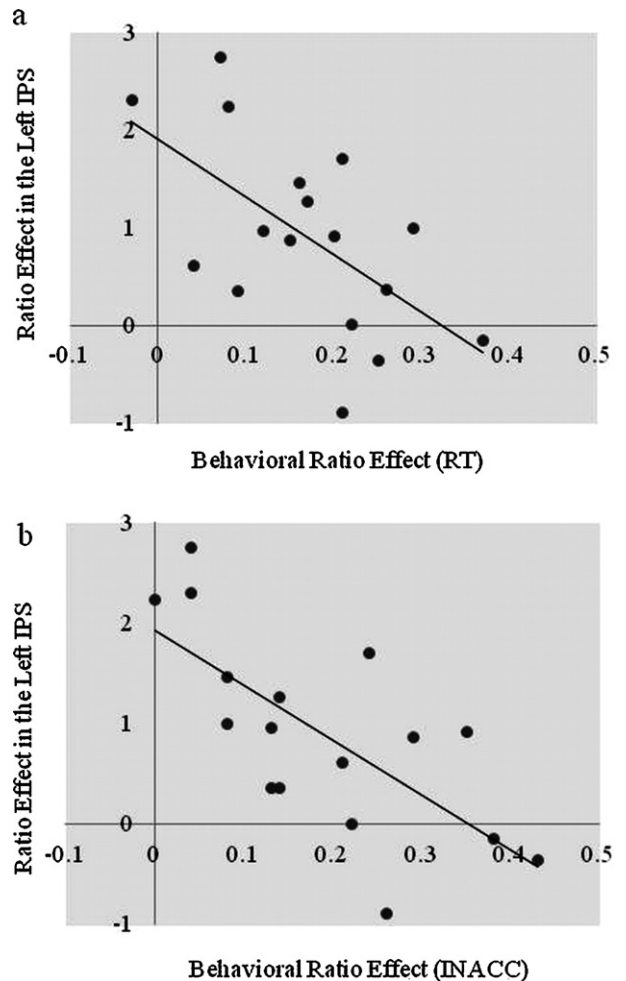 a
Ratio Effect in the Left IPS
3
2
1
0
-1
-0.1 0 0.1 0.2 0.3 0.4 0.5
Behavioral Ratio Effect (RT)
b
Ratio Effect in the Left IPS
3
2
1
0
-1
-0.1 0 0.1 0.2 0.3 0.4 0.5
Behavioral Ratio Effect (INACC)